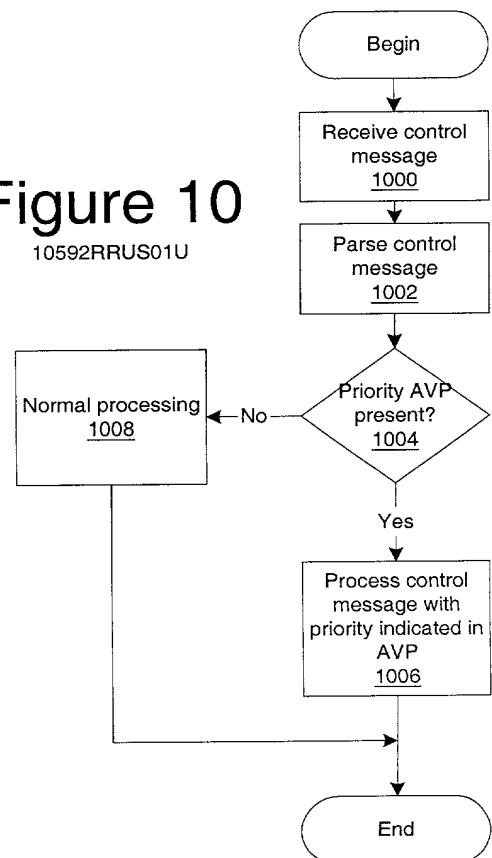 Begin
Receive control
message
1000
Figure 10
10592RRUS01U
Parse control
message
1002
Priority AVP
present?
1004
Normal processing
1008
No
Yes
Process control
message with
priority indicated in
AVP
1006
End